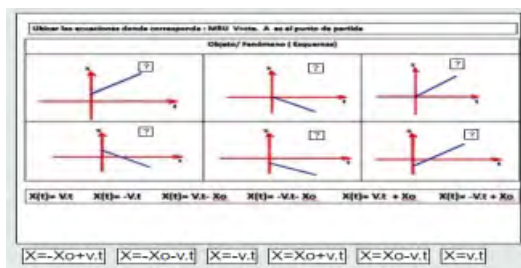 Ubicar las ecuaciones donde corresponda : MRU Vcnte. A es el punto de partida
Objeto/ Fenómeno ( Esquemas)
x ? t
x ? t
x ? t
x ? t
x ? t
x ? t
X(t)= V.t X(t)= -V.t X(t)= V.t- Xo X(t)= -V.t- Xo X(t)= V.t + Xo X(t)= -V.t + Xo
X=-Xo+v.t X=-Xo-v.t X=-v.t X=Xo+v.t X=Xo-v.t X=v.t